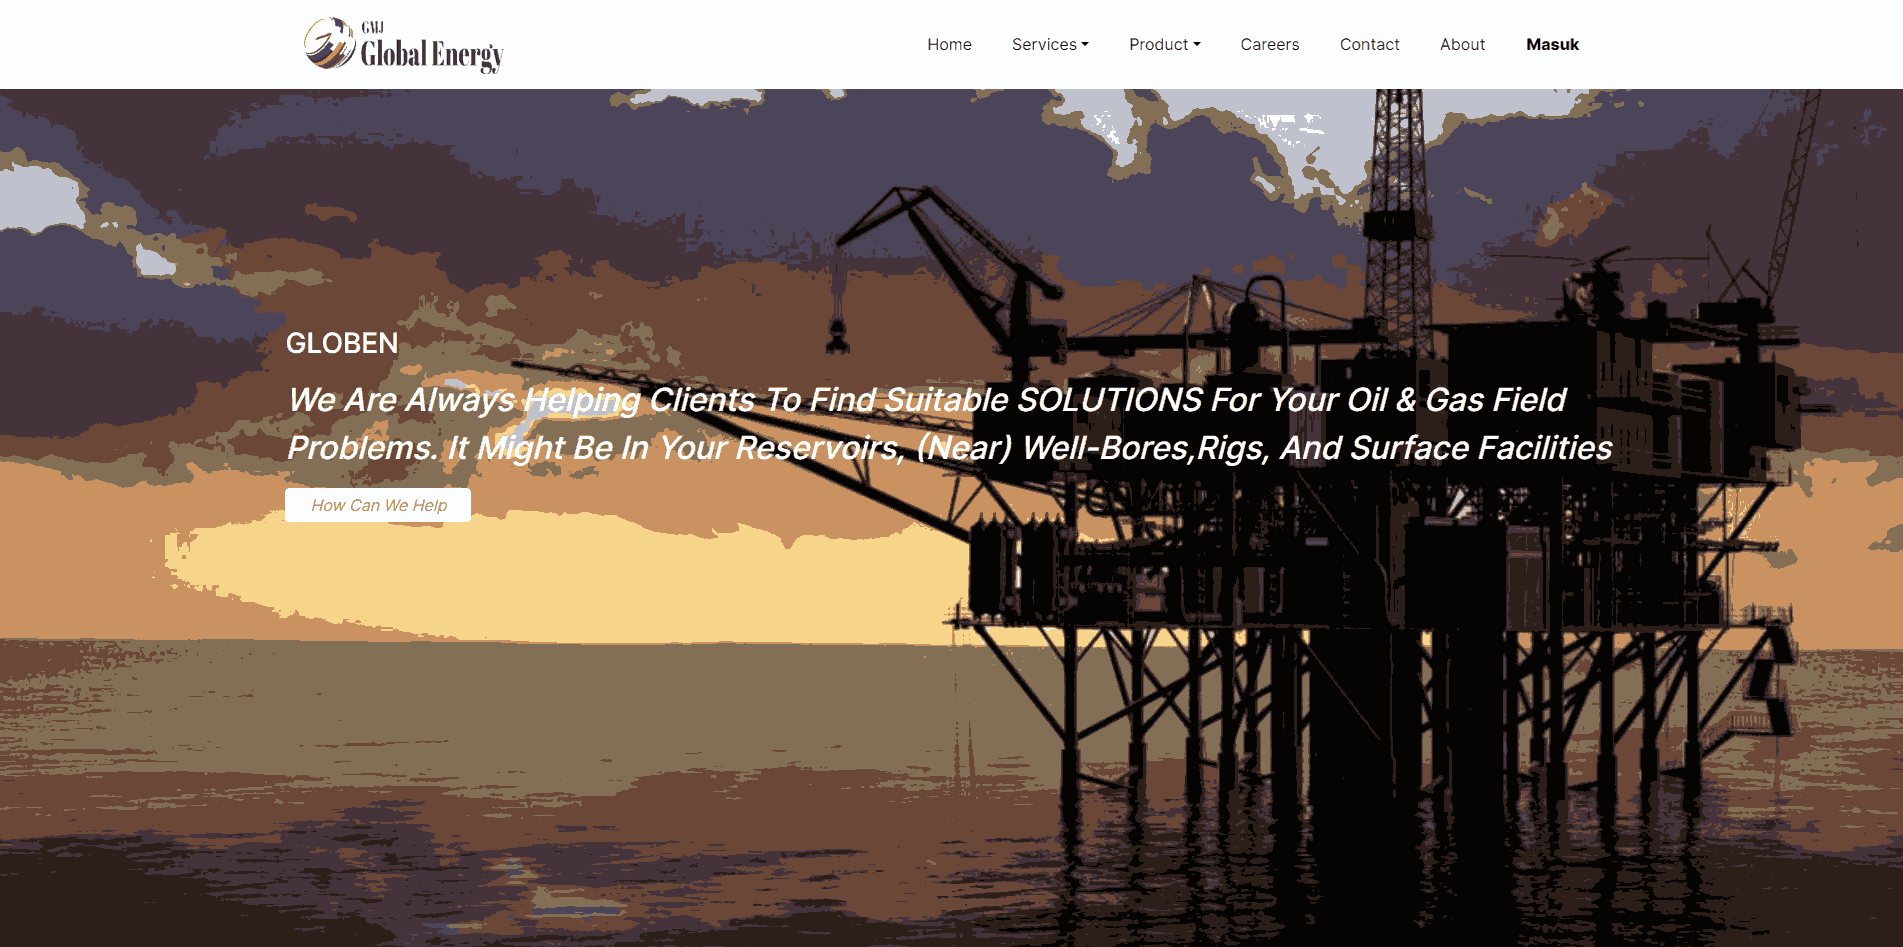 GMJ
Global Energy
Home Services Product Careers Contact About Masuk
GLOBEN
We Are Always Helping Clients To Find Suitable SOLUTIONS For Your Oil & Gas Field
Problems. It Might Be In Your Reservoirs, (Near) Well-Bores,Rigs, And Surface Facilities
How Can We Help